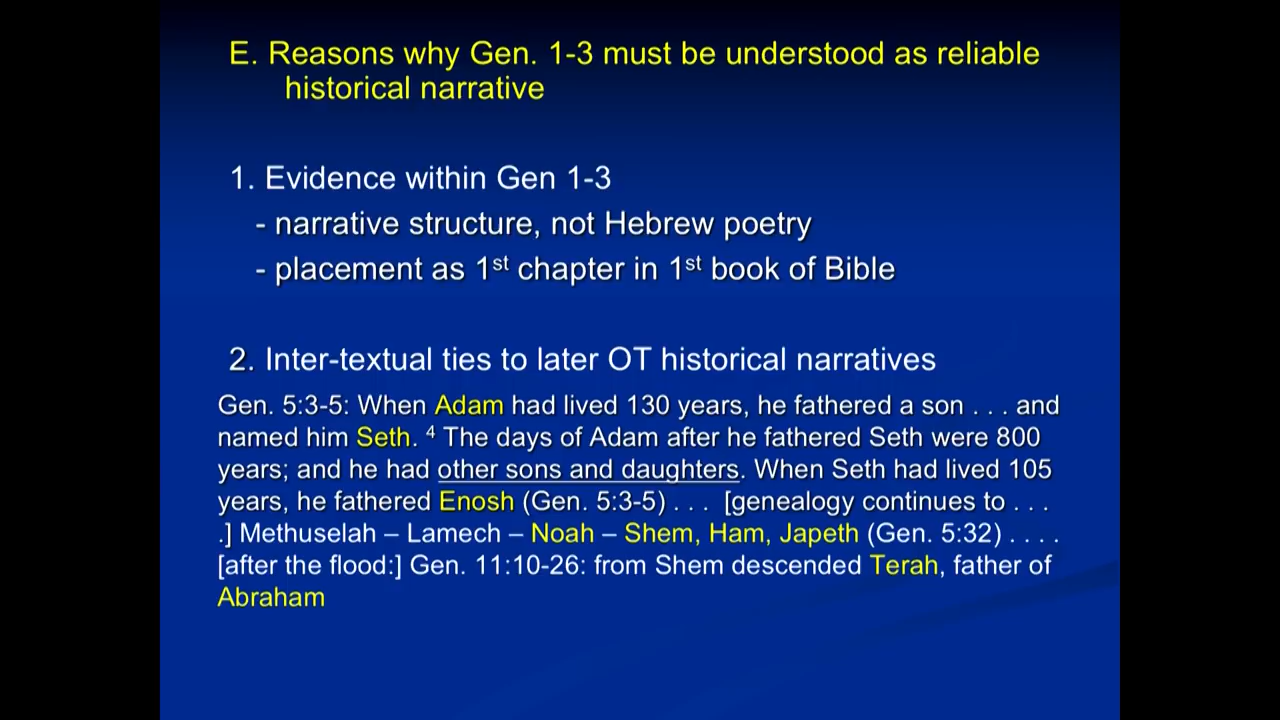 E. Reasons why Gen. 1-3 must be understood as reliable
historical narrative
1. Evidence within Gen 1-3
- narrative structure, not Hebrew poetry
- placement as 1st chapter in 1st book of Bible
2. Inter-textual ties to later OT historical narratives
Gen. 5:3-5: When Adam had lived 130 years, he fathered a son . . . and
named him Seth. 4 The days of Adam after he fathered Seth were 800
years; and he had other sons and daughters. When Seth had lived 105
years, he fathered Enosh (Gen. 5:3-5) . . .  [genealogy continues to . . .
.] Methuselah – Lamech – Noah – Shem, Ham, Japeth (Gen. 5:32) . . . .
[after the flood:] Gen. 11:10-26: from Shem descended Terah, father of
Abraham